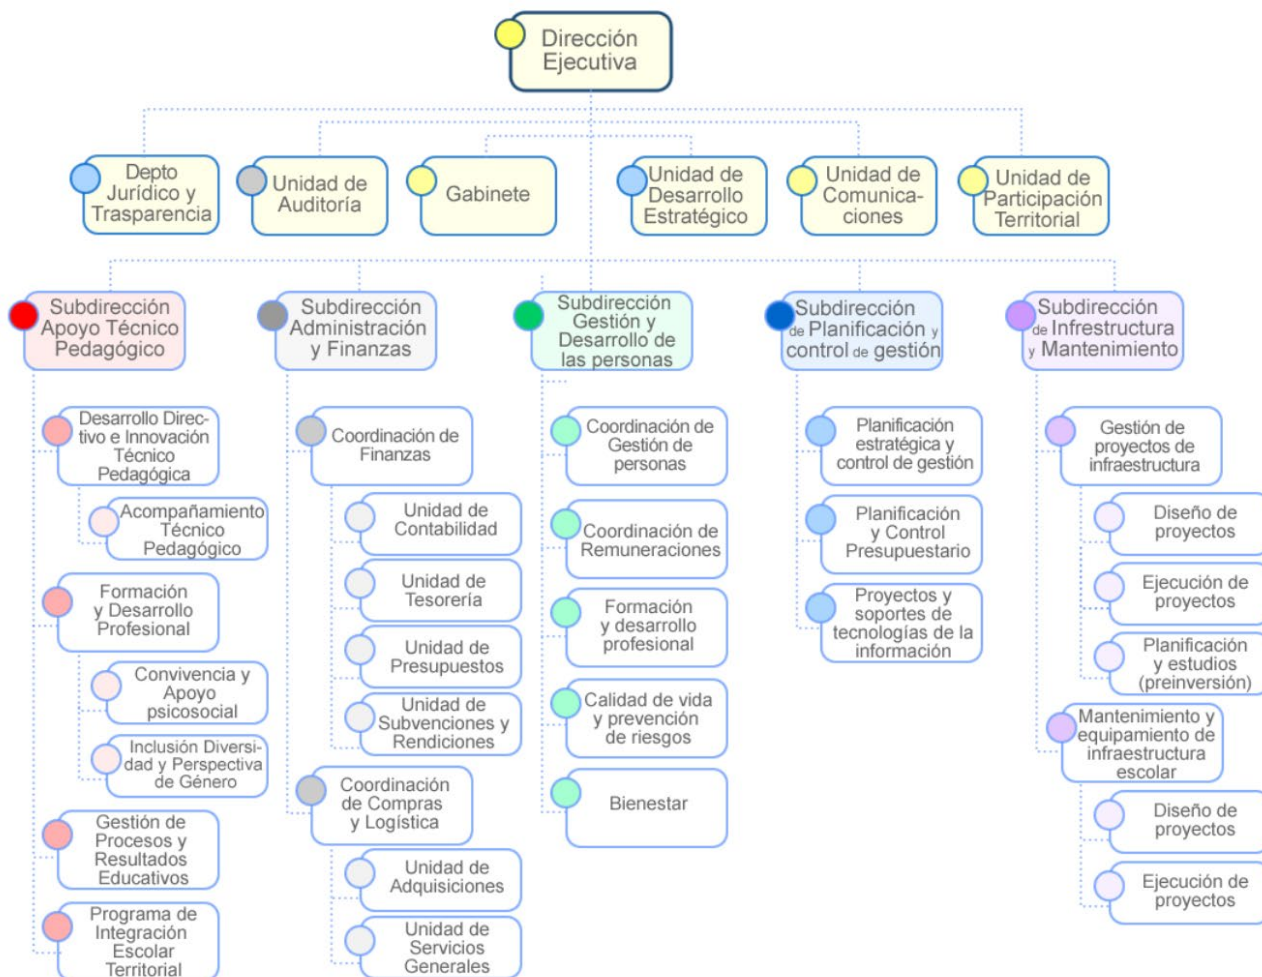 Dirección
Ejecutiva
Depto
Jurídico y
Trasparencia
Unidad de
Auditoría
Gabinete
Unidad de
Desarrollo
Estratégico
Unidad de
Comunica-
ciones
Unidad de
Participación
Territorial
Subdirección
Apoyo Técnico
Pedagógico
Subdirección
Administración
y Finanzas
Subdirección
Gestión y
Desarrollo de
las personas
Subdirección
de Planificación y
control de gestión
Subdirección
de Infrestructura
y Mantenimiento
Desarrollo Direc-
tivo e Innovación
Técnico
Pedagógica
Acompañamiento
Técnico
Pedagógico
Formación
y Desarrollo
Profesional
Convivencia y
Apoyo
psicosocial
Inclusión Diversi-
dad y Perspectiva
de Género
Gestión de
Procesos y
Resultados
Educativos
Programa de
Integración
Escolar
Territorial
Coordinación de
Finanzas
Unidad de
Contabilidad
Unidad de
Tesorería
Unidad de
Presupuestos
Unidad de
Subvenciones y
Rendiciones
Coordinación
de Compras
y Logística
Unidad de
Adquisiciones
Unidad de
Servicios
Generales
Coordinación de
Gestión de
personas
Coordinación de
Remuneraciones
Formación
y desarrollo
profesional
Calidad de vida
y prevención
de riesgos
Bienestar
Planificación
estratégica y
control de gestión
Planificación
y Control
Presupuestario
Proyectos y
soportes de
tecnologías de la
información
Gestión de
proyectos de
infraestructura
Diseño de
proyectos
Ejecución de
proyectos
Planificación
y estudios
(preinversión)
Mantenimiento y
equipamiento de
infraestructura
escolar
Diseño de
proyectos
Ejecución de
proyectos